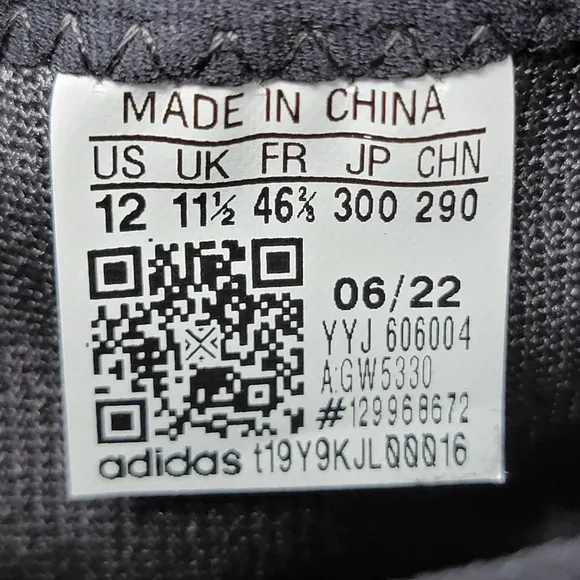 MADE IN CHINA
US UK FR JP CHN
12 11½ 46⅔ 300 290
06/22
YYJ 606004
A:GW5330
#129968672
adidas t19Y9KJL00016